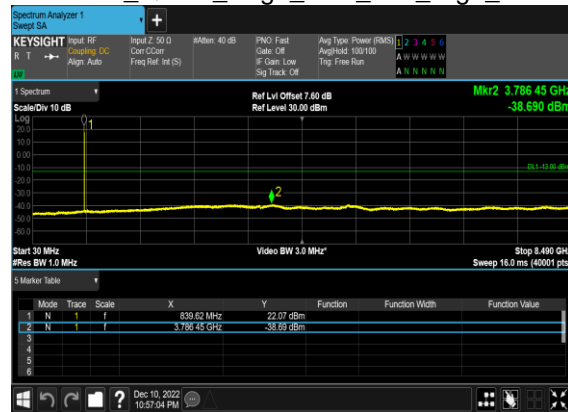 Spectrum Analyzer 1
Swept SA
+
KEYSIGHT Input: RF Input Z: 50 Ω #Atten: 40 dB PNO: Fast Avg Type: Power (RMS) 1 2 3 4 5 6
R T Coupling: DC Corr CCorr Gate: Off Avg|Hold: 100/100 A W W W W W
Align: Auto Freq Ref: Int (S) IF Gain: Low Trig: Free Run
LU Sig Track: Off A N N N N N
1 Spectrum Ref Lvl Offset 7.60 dB Mkr2 3.786 45 GHz
Scale/Div 10 dB Ref Level 30.00 dBm -38.690 dBm
Log
1
20.0
10.0
0.00
-10.0
DL1 -13.00 dBm
-20.0
-30.0
2
-40.0
-50.0
-60.0
Start 30 MHz Video BW 3.0 MHz* Stop 8.490 GHz
#Res BW 1.0 MHz Sweep 16.0 ms (40001 pts)
5 Marker Table
Mode Trace Scale X Y Function Function Width Function Value
1 N 1 f 839.62 MHz 22.07 dBm
2 N 1 f 3.786 45 GHz -38.69 dBm
3
4
5
6
? Dec 10, 2022
10:57:04 PM